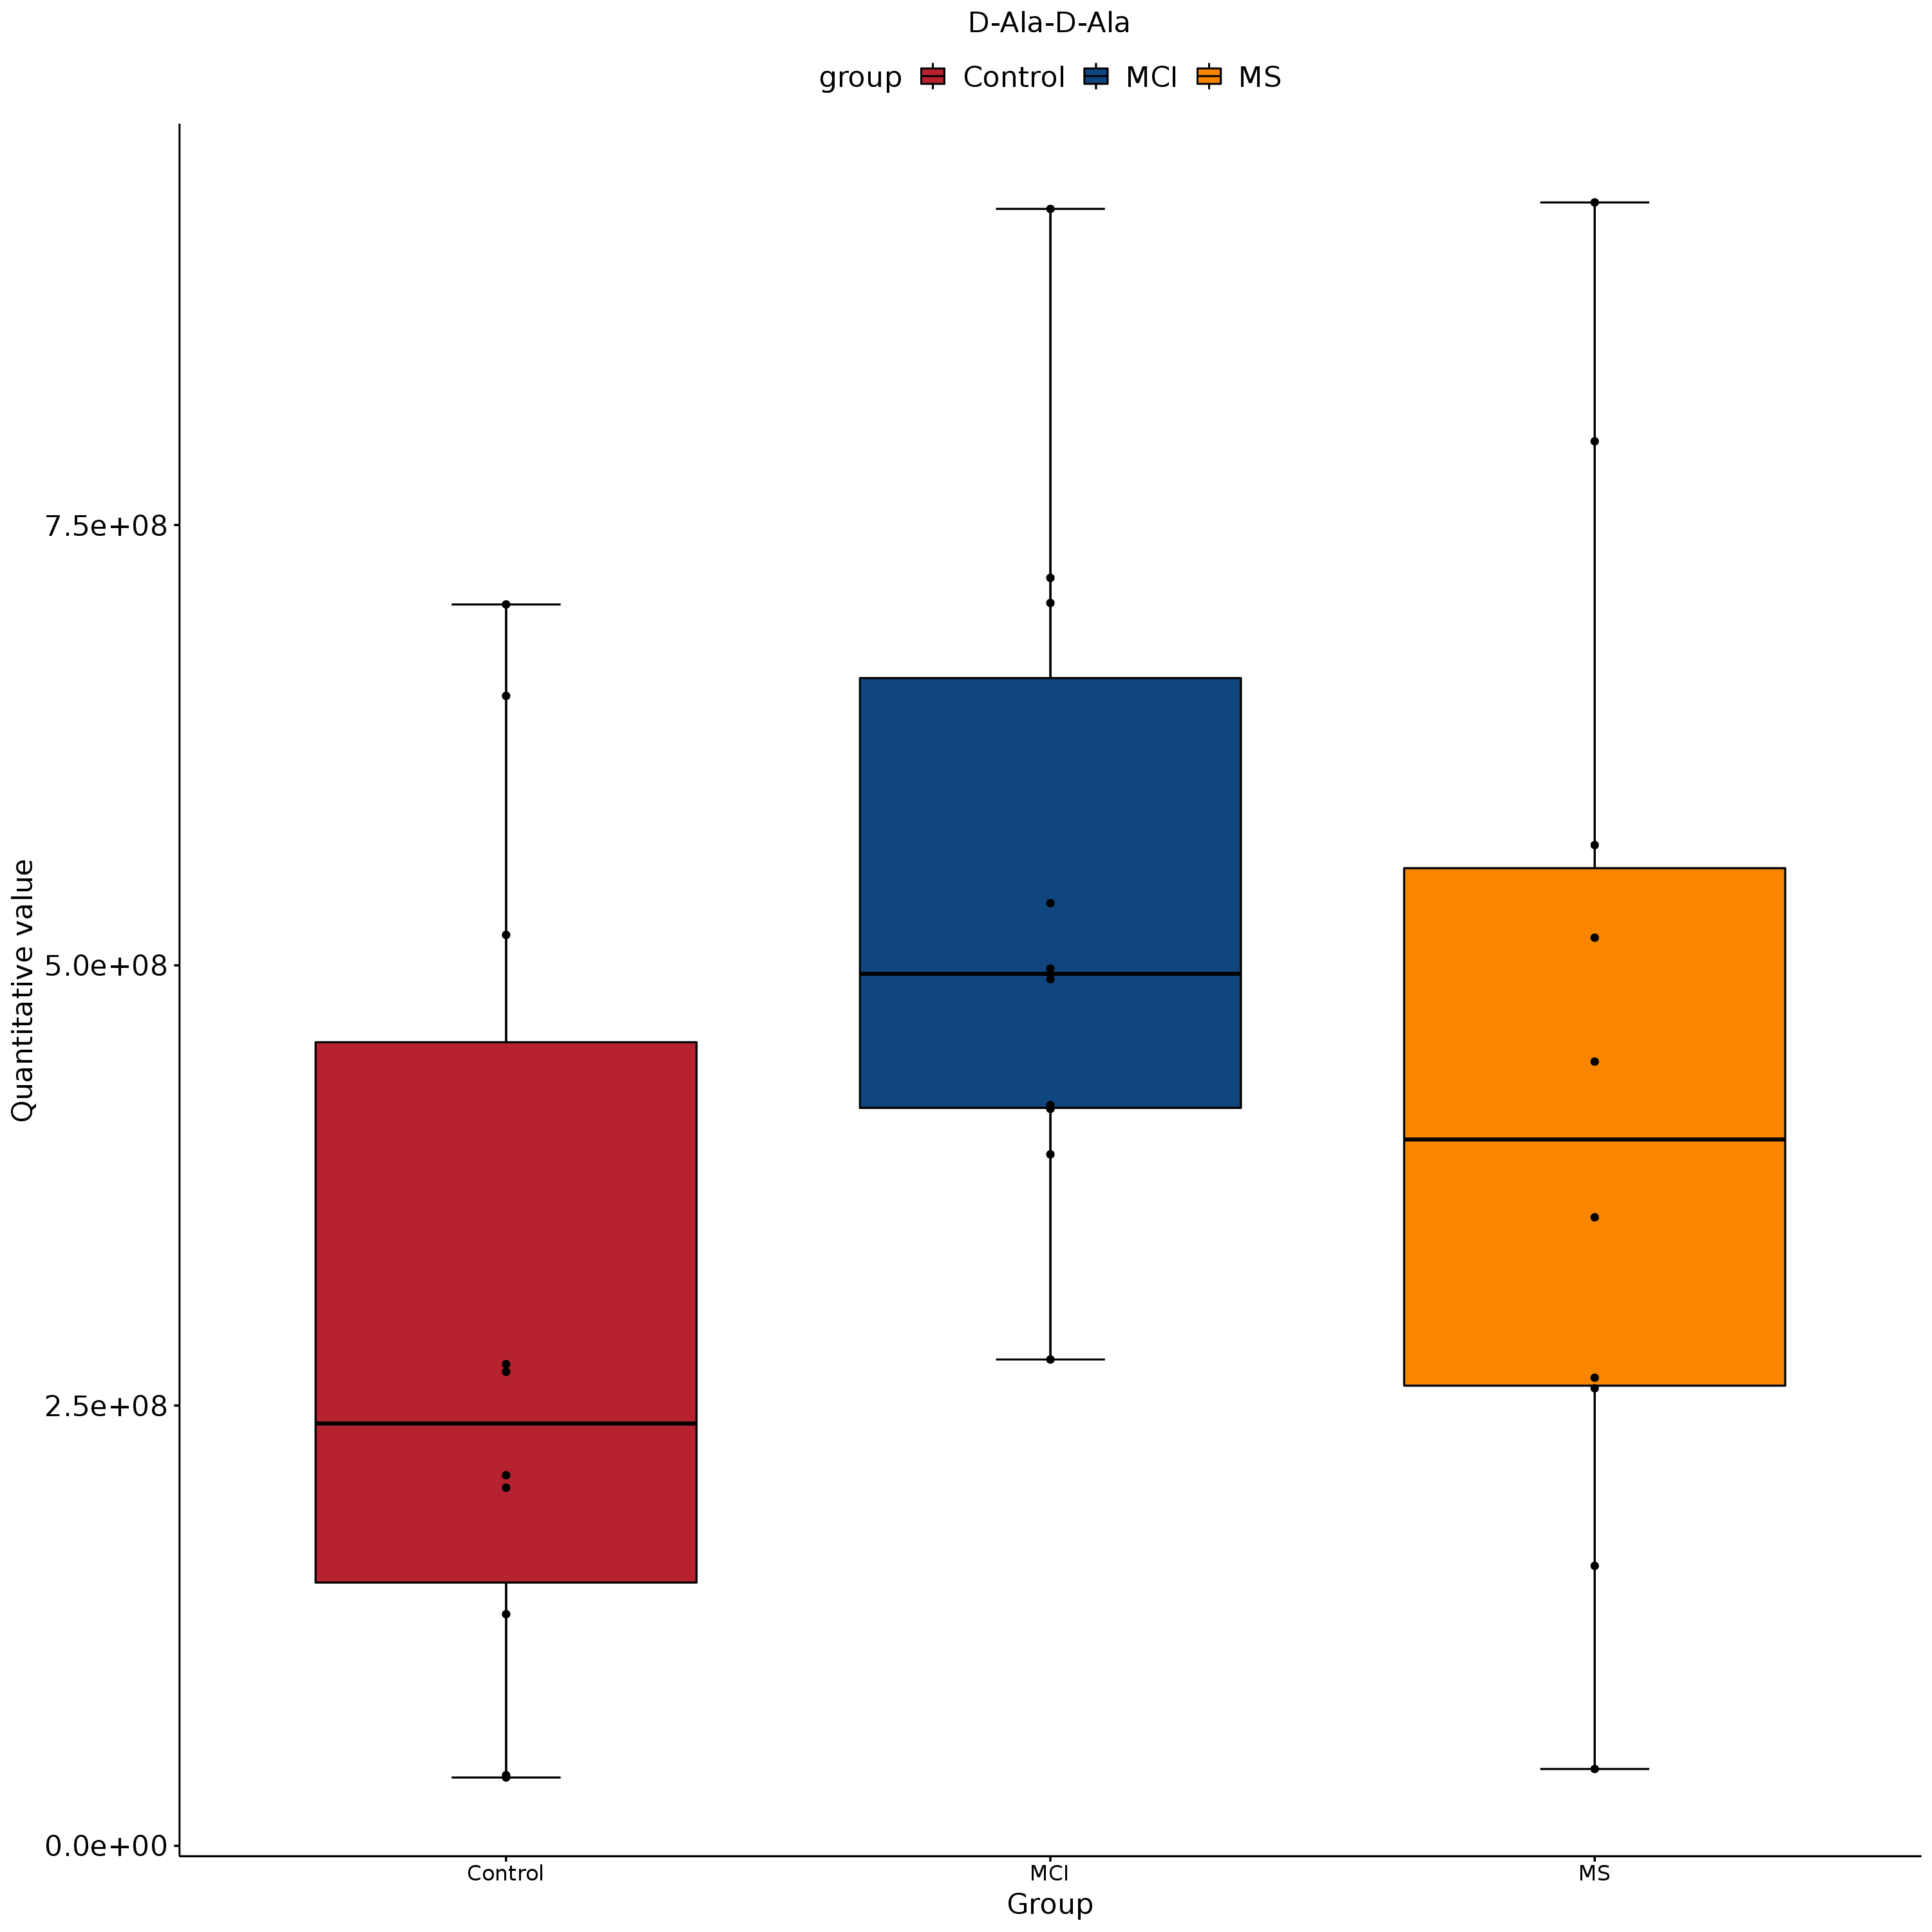 D-Ala-D-Ala
group Control MCI MS
Quantitative value
7.5e+08
5.0e+08
2.5e+08
0.0e+00
Control MCI MS
Group